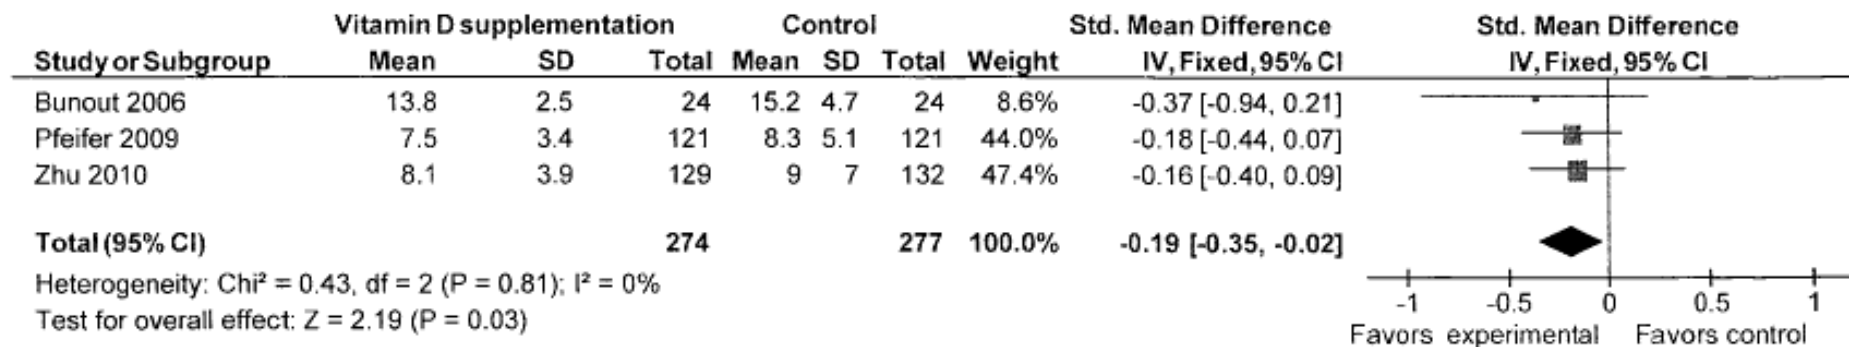 Vitamin D supplementation Control Std. Mean Difference Std. Mean Difference
Study or Subgroup Mean SD Total Mean SD Total Weight IV, Fixed, 95% CI IV, Fixed, 95% CI
Bunout 2006 13.8 2.5 24 15.2 4.7 24 8.6% -0.37 [-0.94, 0.21]
Pfeifer 2009 7.5 3.4 121 8.3 5.1 121 44.0% -0.18 [-0.44, 0.07]
Zhu 2010 8.1 3.9 129 9 7 132 47.4% -0.16 [-0.40, 0.09]
Total (95% CI) 274 277 100.0% -0.19 [-0.35, -0.02]
Heterogeneity: Chi² = 0.43, df = 2 (P = 0.81); I² = 0%
Test for overall effect: Z = 2.19 (P = 0.03)
-1 -0.5 0 0.5 1
Favors experimental Favors control